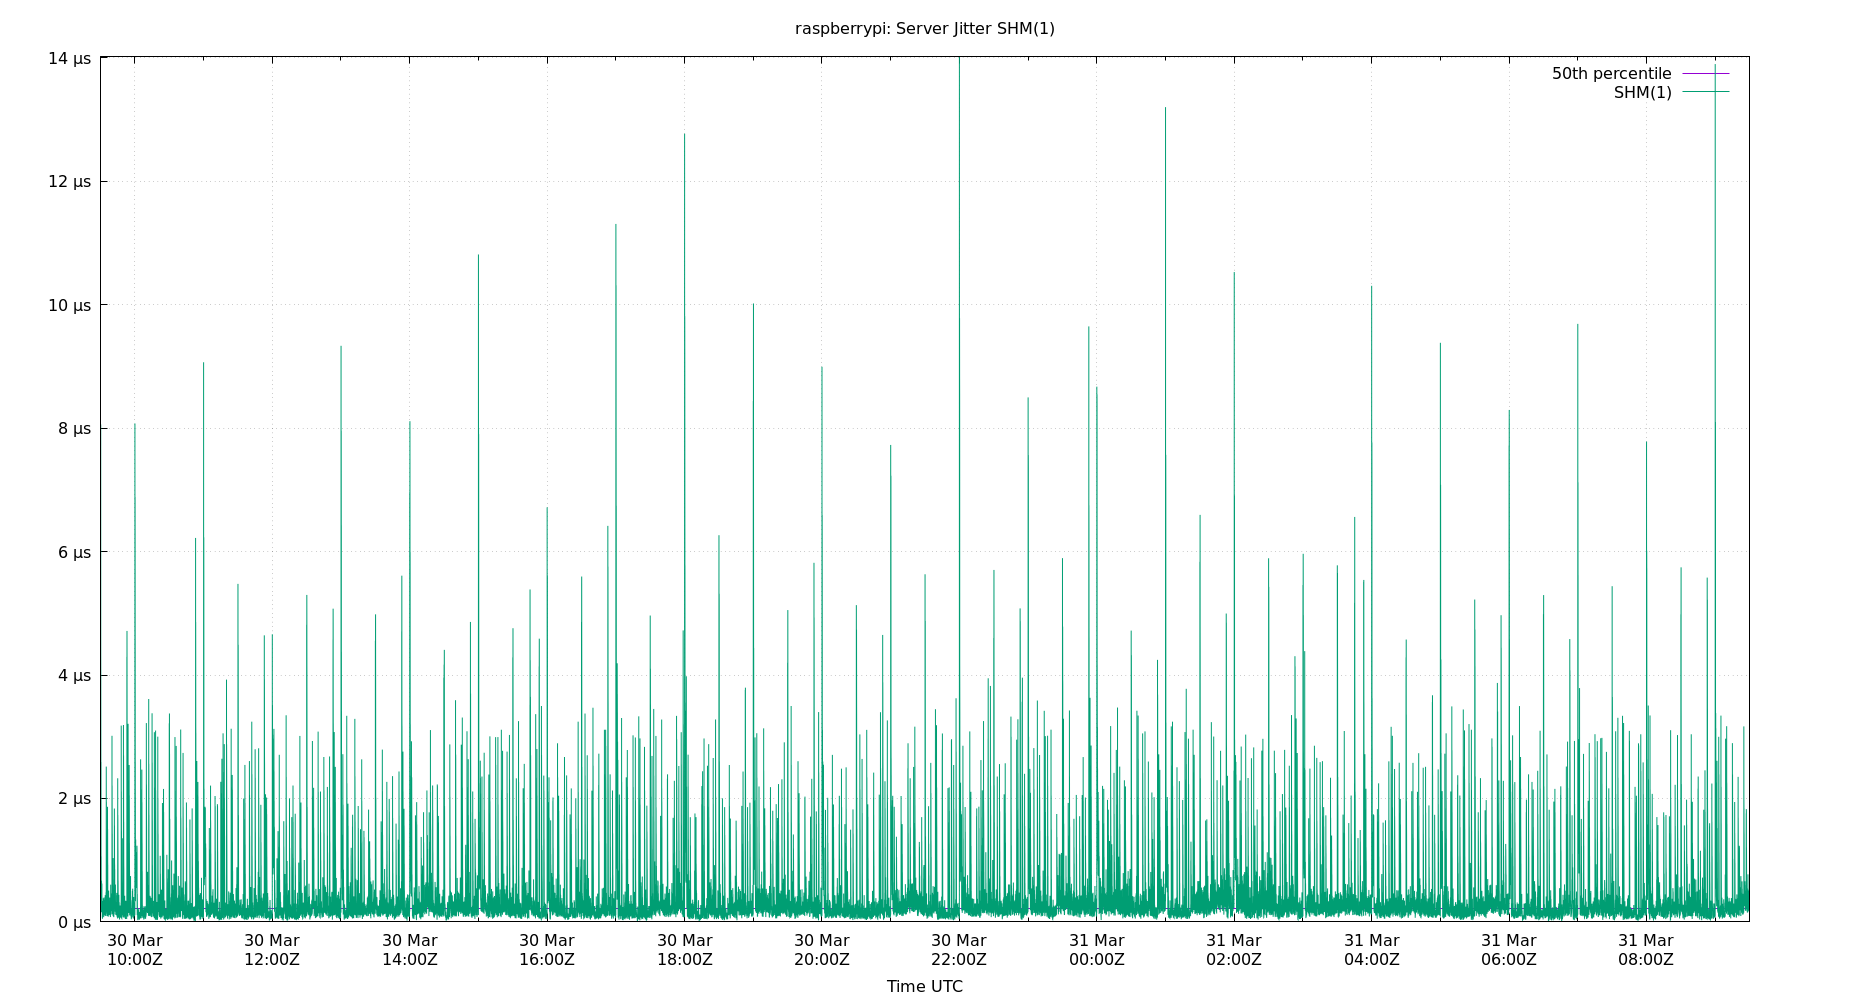 raspberrypi: Server Jitter SHM(1)
14 µs
12 µs
10 µs
8 µs
6 µs
4 µs
2 µs
0 µs
50th percentile
SHM(1)
30 Mar 30 Mar 30 Mar 30 Mar 30 Mar 30 Mar 30 Mar 31 Mar 31 Mar 31 Mar 31 Mar 31 Mar
10:00Z 12:00Z 14:00Z 16:00Z 18:00Z 20:00Z 22:00Z 00:00Z 02:00Z 04:00Z 06:00Z 08:00Z
Time UTC